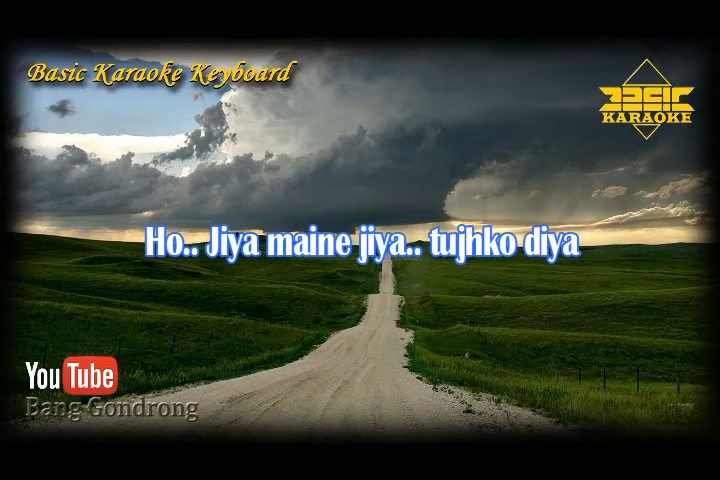 Basic Karaoke Keyboard
BASIC
KARAOKE
Ho.. Jiya maine jiya.. tujhko diya
YouTube
Bang Gondrong